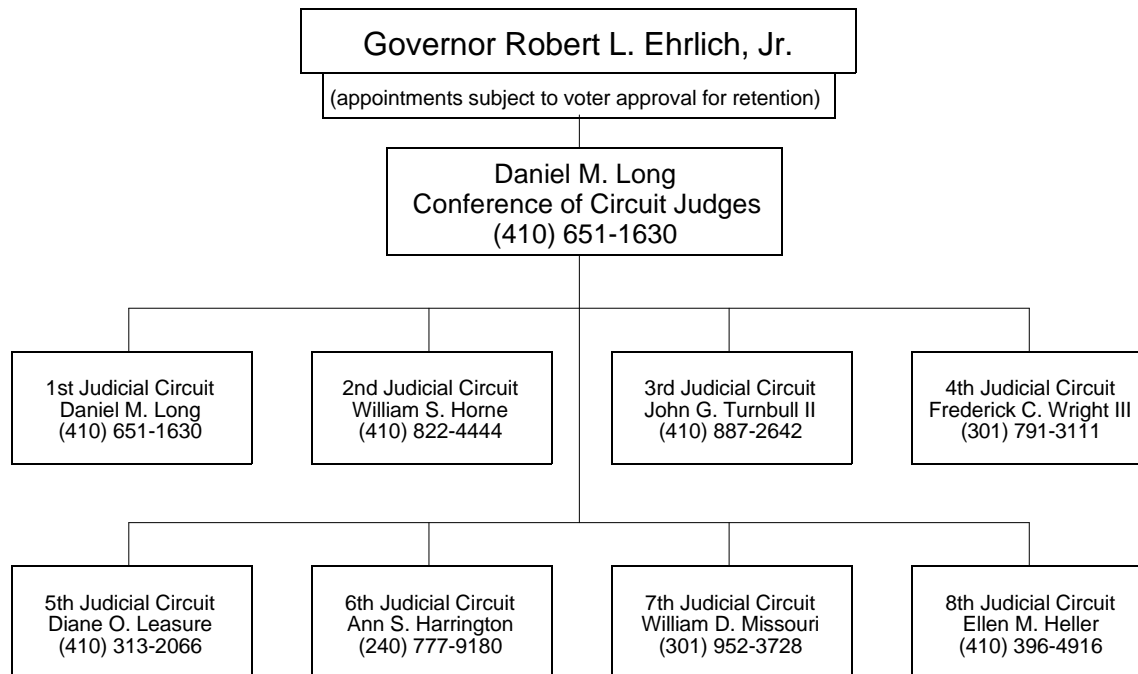 Governor Robert L. Ehrlich, Jr.
(appointments subject to voter approval for retention)
Daniel M. Long
Conference of Circuit Judges
(410) 651-1630
1st Judicial Circuit
Daniel M. Long
(410) 651-1630
2nd Judicial Circuit
William S. Horne
(410) 822-4444
3rd Judicial Circuit
John G. Turnbull II
(410) 887-2642
4th Judicial Circuit
Frederick C. Wright III
(301) 791-3111
5th Judicial Circuit
Diane O. Leasure
(410) 313-2066
6th Judicial Circuit
Ann S. Harrington
(240) 777-9180
7th Judicial Circuit
William D. Missouri
(301) 952-3728
8th Judicial Circuit
Ellen M. Heller
(410) 396-4916